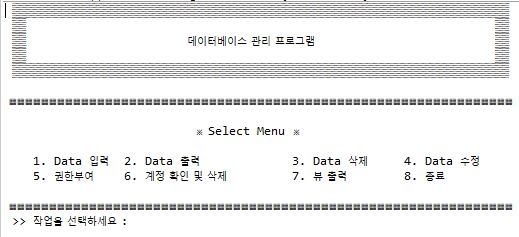 데이터베이스 관리 프로그램
※ Select Menu ※
1. Data 입력 2. Data 출력 3. Data 삭제 4. Data 수정
5. 권한부여 6. 계정 확인 및 삭제 7. 뷰 출력 8. 종료
>> 작업을 선택하세요 :